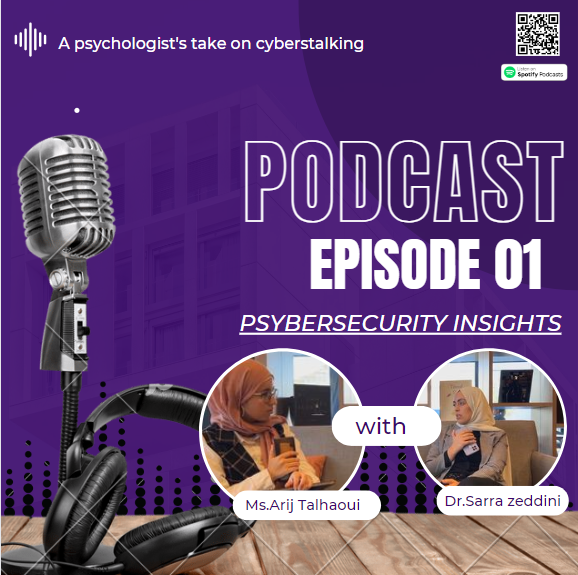 A psychologist's take on cyberstalking
Listen on
Spotify Podcasts
PODCAST
EPISODE 01
PSYBERSECURITY INSIGHTS
with
Ms.Arij Talhaoui
Dr.Sarra zeddini